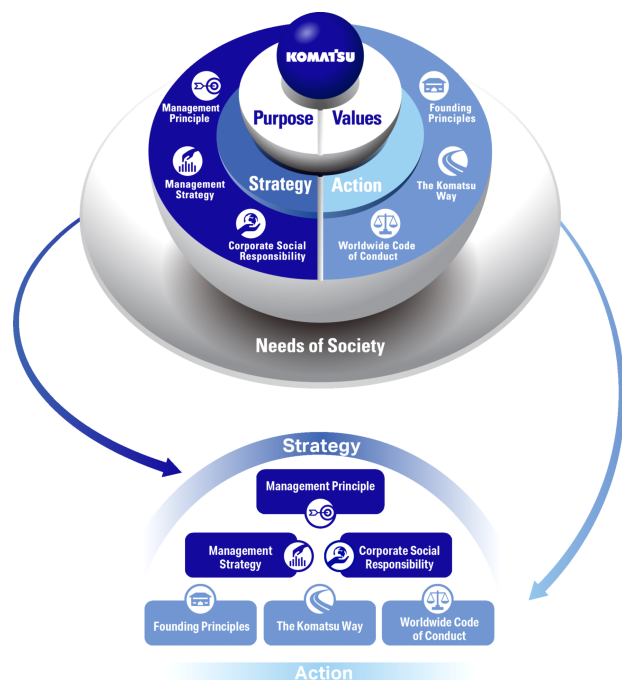 KOMATSU
Purpose
Values
Management
Principle
Founding
Principles
Strategy
Action
Management
Strategy
The Komatsu
Way
Corporate Social
Responsibility
Worldwide Code
of Conduct
Needs of Society
Strategy
Management Principle
Management
Strategy
Corporate Social
Responsibility
Founding Principles
The Komatsu Way
Worldwide Code
of Conduct
Action